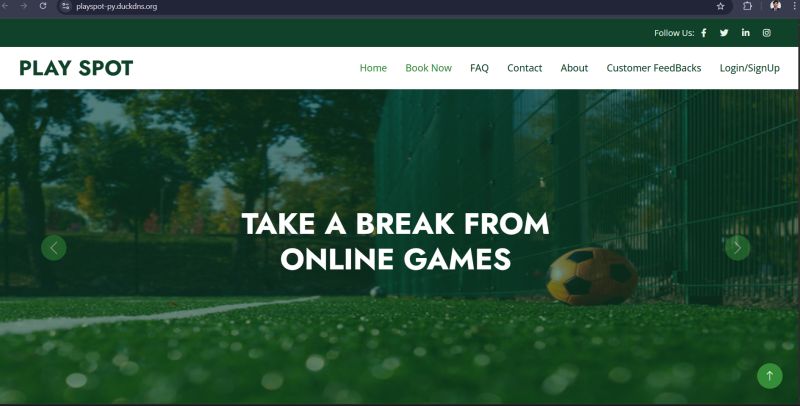 playspot-py.duckdns.org
Follow Us:
PLAY SPOT
Home Book Now FAQ Contact About Customer FeedBacks Login/SignUp
TAKE A BREAK FROM
ONLINE GAMES